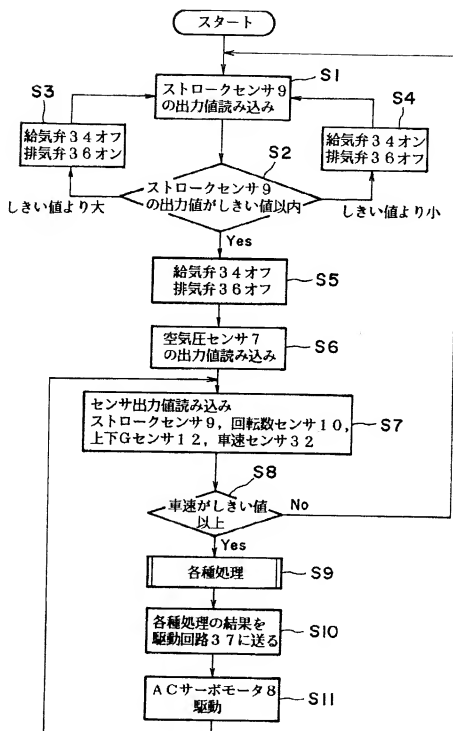 スタート
S1
ストロークセンサ９
の出力値読み込み
S3
給気弁３４オフ
排気弁３６オン
S4
給気弁３４オン
排気弁３６オフ
S2
ストロークセンサ９
の出力値がしきい値以内
しきい値より大
しきい値より小
Yes
給気弁３４オフ
排気弁３６オフ
S5
空気圧センサ７
の出力値読み込み
S6
センサ出力値読み込み
ストロークセンサ９，回転数センサ１０，
上下Ｇセンサ１２，車速センサ３２
S7
S8
車速がしきい値
以上
No
Yes
各種処理
S9
各種処理の結果を
駆動回路３７に送る
S10
ＡＣサーボモータ８
駆動
S11